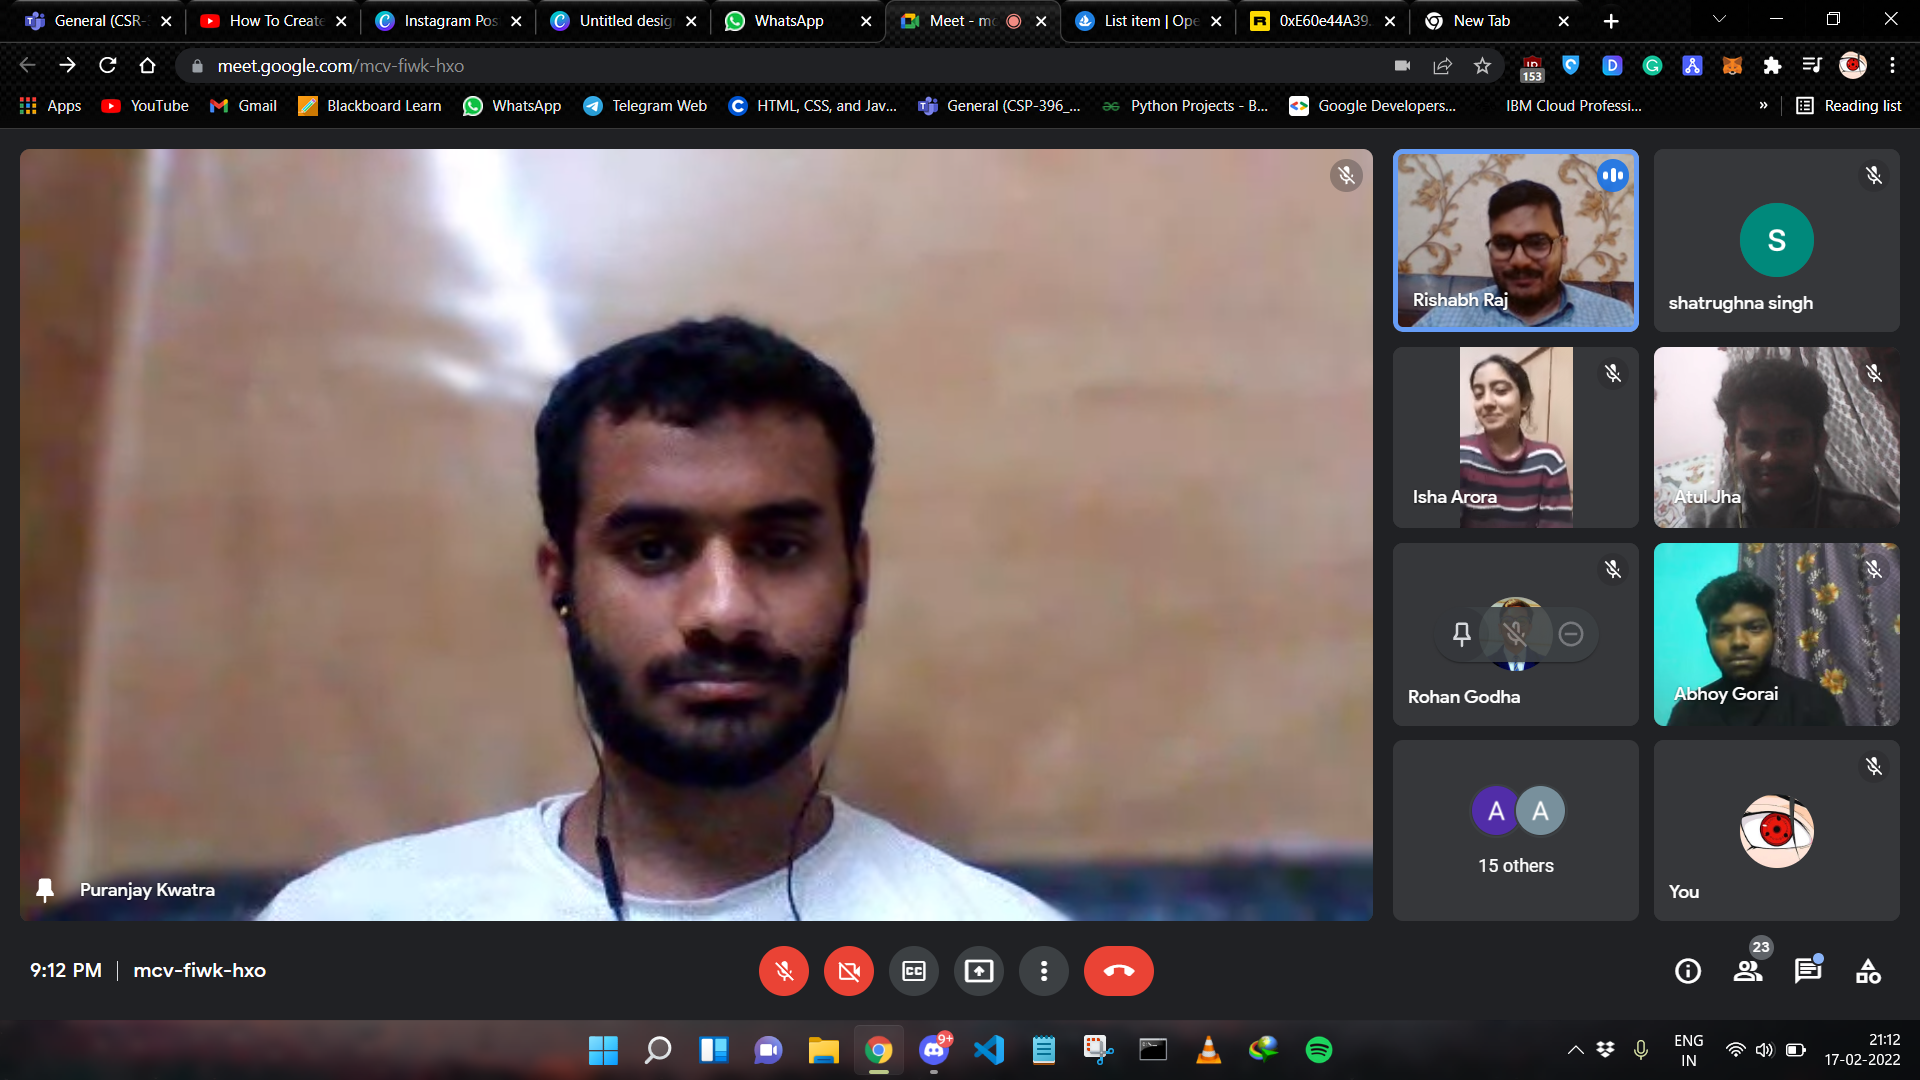 General (CSR-
How To Create
Instagram Pos
Untitled desig
WhatsApp
Meet - mc
List item | Ope
0xE60e44A39
New Tab
meet.google.com/mcv-fiwk-hxo
153
Apps
YouTube
Gmail
Blackboard Learn
WhatsApp
Telegram Web
HTML, CSS, and Jav...
General (CSP-396_...
Python Projects - B...
Google Developers...
IBM Cloud Professi...
»
Reading list
Rishabh Raj
S
shatrughna singh
Isha Arora
Atul Jha
Rohan Godha
Abhoy Gorai
A A
15 others
You
Puranjay Kwatra
9:12 PM | mcv-fiwk-hxo
CC
23
9+
ENG
IN
21:12
17-02-2022